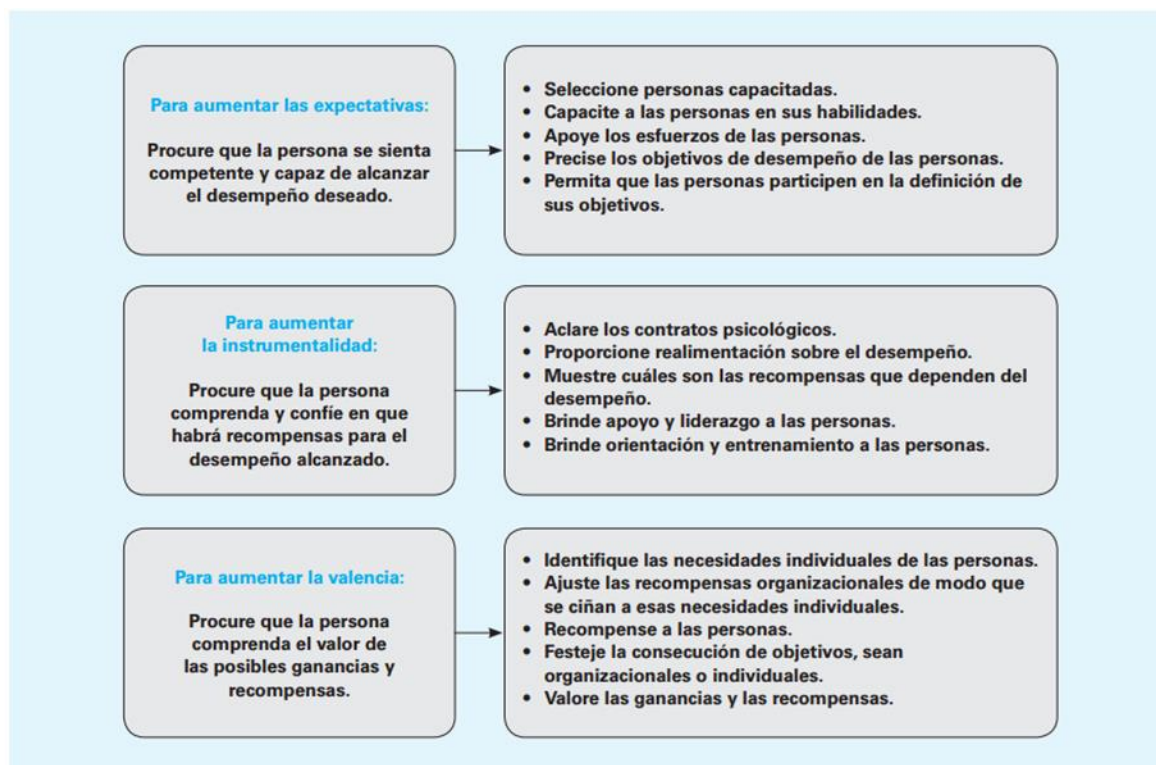 Para aumentar las expectativas:
Procure que la persona se sienta
competente y capaz de alcanzar
el desempeño deseado.
• Seleccione personas capacitadas.
• Capacite a las personas en sus habilidades.
• Apoye los esfuerzos de las personas.
• Precise los objetivos de desempeño de las personas.
• Permita que las personas participen en la definición de
sus objetivos.
Para aumentar
la instrumentalidad:
Procure que la persona
comprenda y confíe en que
habrá recompensas para el
desempeño alcanzado.
• Aclare los contratos psicológicos.
• Proporcione realimentación sobre el desempeño.
• Muestre cuáles son las recompensas que dependen del
desempeño.
• Brinde apoyo y liderazgo a las personas.
• Brinde orientación y entrenamiento a las personas.
Para aumentar la valencia:
Procure que la persona
comprenda el valor de
las posibles ganancias y
recompensas.
• Identifique las necesidades individuales de las personas.
• Ajuste las recompensas organizacionales de modo que
se ciñan a esas necesidades individuales.
• Recompense a las personas.
• Festeje la consecución de objetivos, sean
organizacionales o individuales.
• Valore las ganancias y las recompensas.